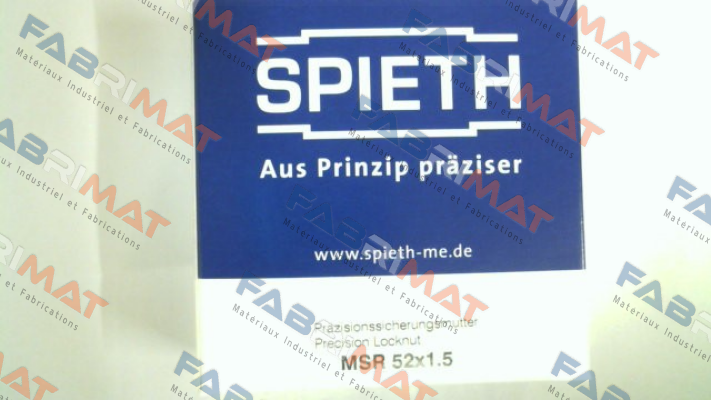 SPIETH
Aus Prinzip präziser
www.spieth-me.de
Präzisionssicherungsmutter
Precision Locknut
MSR 52x1.5
FABRIMAT
Matériaux Industriel et Fabrications